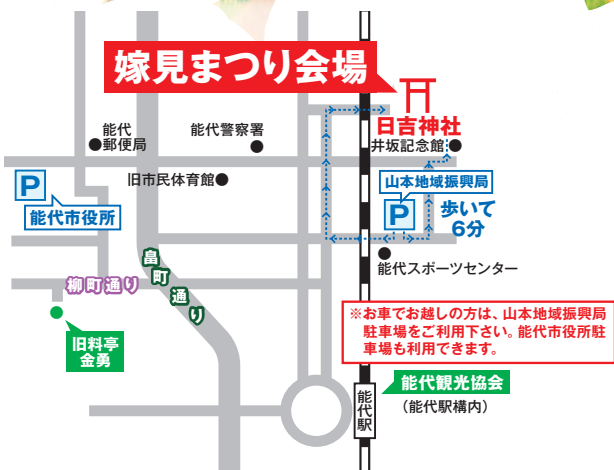 嫁見まつり会場
日吉神社
能代
郵便局
能代警察署
井坂記念館
P
能代市役所
旧市民体育館
山本地域振興局
P
歩いて
6分
畠町通り
能代スポーツセンター
柳町通り
旧料亭
金勇
※お車でお越しの方は、山本地域振興局
駐車場をご利用下さい。能代市役所駐
車場も利用できます。
能代駅
能代観光協会
(能代駅構内)